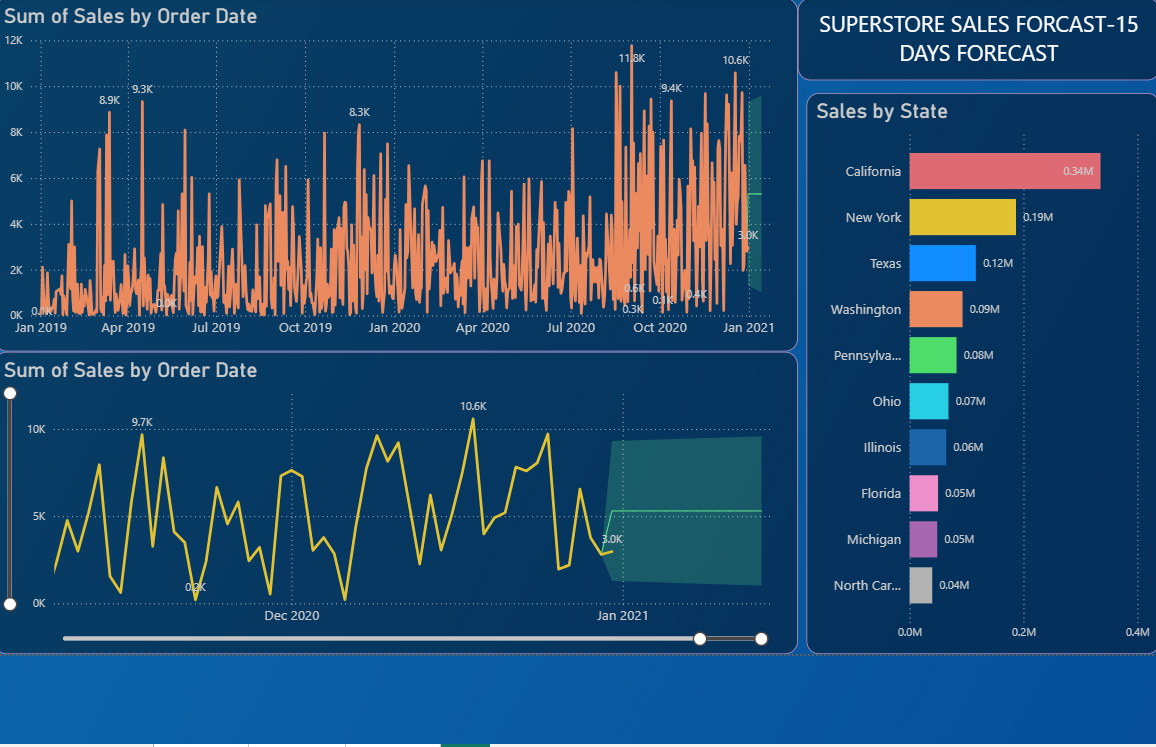 Sum of Sales by Order Date
12K
10K
8K
6K
4K
2K
0K
8.9K
9.3K
8.3K
11.8K
9.4K
10.6K
3.0K
0.0K
0.6K
0.3K
0.1K
0.4K
Jan 2019
Apr 2019
Jul 2019
Oct 2019
Jan 2020
Apr 2020
Jul 2020
Oct 2020
Jan 2021
SUPERSTORE SALES FORCAST-15
DAYS FORECAST
Sum of Sales by Order Date
10K
5K
0K
9.7K
0.2K
10.6K
3.0K
Dec 2020
Jan 2021
Sales by State
California
0.34M
New York
0.19M
Texas
0.12M
Washington
0.09M
Pennsylva...
0.08M
Ohio
0.07M
Illinois
0.06M
Florida
0.05M
Michigan
0.05M
North Car...
0.04M
0.0M
0.2M
0.4M